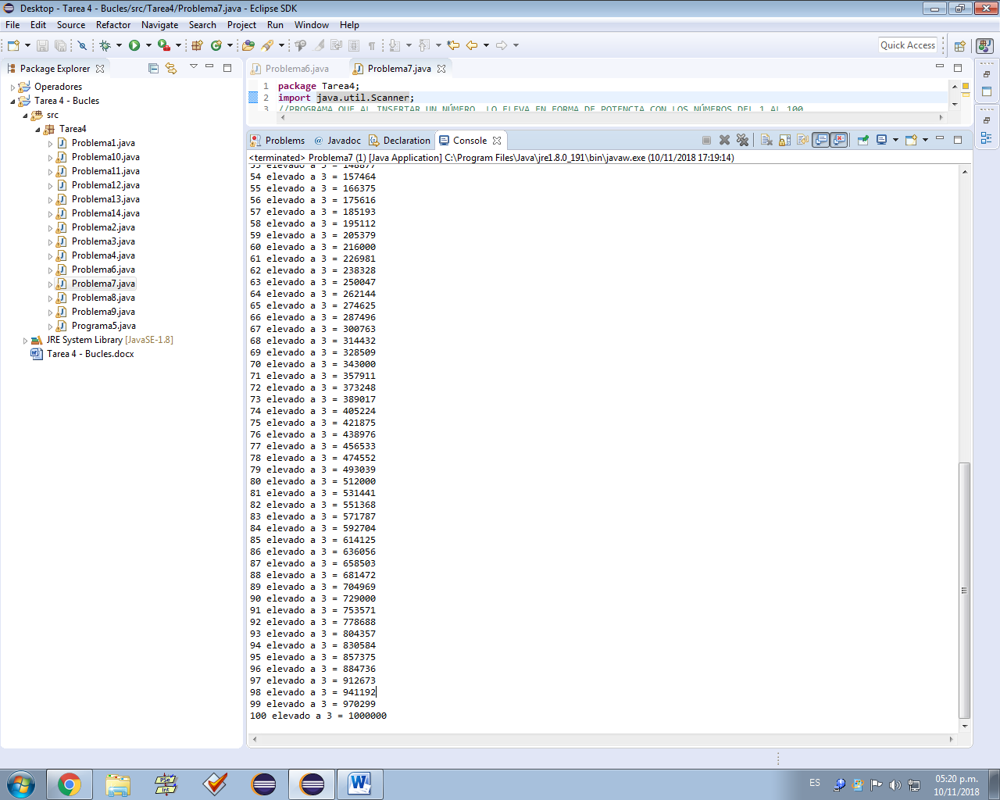 Desktop - Tarea 4 - Bucles/src/Tarea4/Problema7.java - Eclipse SDK
File Edit Source Refactor Navigate Search Project Run Window Help
Quick Access
Package Explorer
Operadores
Tarea 4 - Bucles
src
Tarea4
Problema1.java
Problema10.java
Problema11.java
Problema12.java
Problema13.java
Problema14.java
Problema2.java
Problema3.java
Problema4.java
Problema6.java
Problema7.java
Problema8.java
Problema9.java
Programa5.java
JRE System Library [JavaSE-1.8]
Tarea 4 - Bucles.docx
Problema6.java Problema7.java
1 package Tarea4;
2 import java.util.Scanner;
3 //PROGRAMA QUE AL INSERTAR UN NÚMERO, LO ELEVA EN FORMA DE POTENCIA CON LOS NÚMEROS DEL 1 AL 100
Problems @ Javadoc Declaration Console
<terminated> Problema7 (1) [Java Application] C:\Program Files\Java\jre1.8.0_191\bin\javaw.exe (10/11/2018 17:19:14)
53 elevado a 3 = 148877
54 elevado a 3 = 157464
55 elevado a 3 = 166375
56 elevado a 3 = 175616
57 elevado a 3 = 185193
58 elevado a 3 = 195112
59 elevado a 3 = 205379
60 elevado a 3 = 216000
61 elevado a 3 = 226981
62 elevado a 3 = 238328
63 elevado a 3 = 250047
64 elevado a 3 = 262144
65 elevado a 3 = 274625
66 elevado a 3 = 287496
67 elevado a 3 = 300763
68 elevado a 3 = 314432
69 elevado a 3 = 328509
70 elevado a 3 = 343000
71 elevado a 3 = 357911
72 elevado a 3 = 373248
73 elevado a 3 = 389017
74 elevado a 3 = 405224
75 elevado a 3 = 421875
76 elevado a 3 = 438976
77 elevado a 3 = 456533
78 elevado a 3 = 474552
79 elevado a 3 = 493039
80 elevado a 3 = 512000
81 elevado a 3 = 531441
82 elevado a 3 = 551368
83 elevado a 3 = 571787
84 elevado a 3 = 592704
85 elevado a 3 = 614125
86 elevado a 3 = 636056
87 elevado a 3 = 658503
88 elevado a 3 = 681472
89 elevado a 3 = 704969
90 elevado a 3 = 729000
91 elevado a 3 = 753571
92 elevado a 3 = 778688
93 elevado a 3 = 804357
94 elevado a 3 = 830584
95 elevado a 3 = 857375
96 elevado a 3 = 884736
97 elevado a 3 = 912673
98 elevado a 3 = 941192
99 elevado a 3 = 970299
100 elevado a 3 = 1000000
PSe
Int
ES
05:20 p.m.
10/11/2018